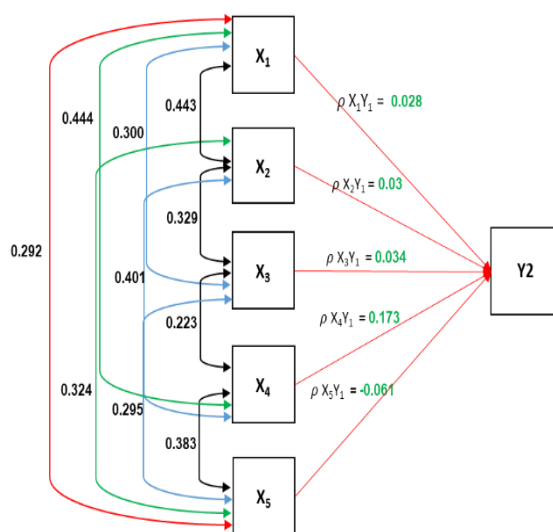 X₁
0.443
ρ X₁Y₁ = 0.028
0.444
0.300
X₂
ρ X₂Y₁ = 0.03
0.329
0.292
0.401
X₃
ρ X₃Y₁ = 0.034
Y2
0.223
ρ X₄Y₁ = 0.173
X₄
0.324
0.295
ρ X₅Y₁ = -0.061
0.383
X₅